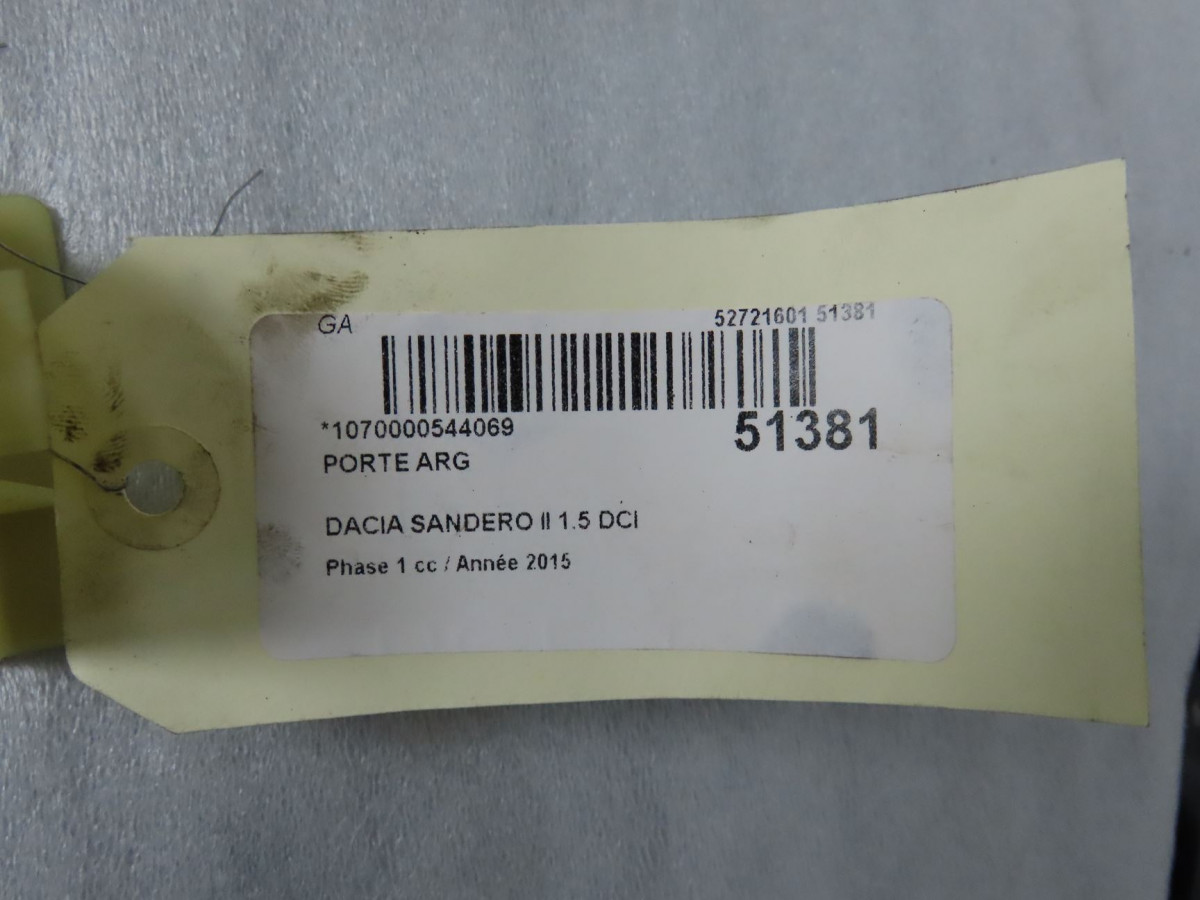 GA 52721601 51381
*1070000544069 51381
PORTE ARG
DACIA SANDERO II 1.5 DCI
Phase 1 cc / Année 2015